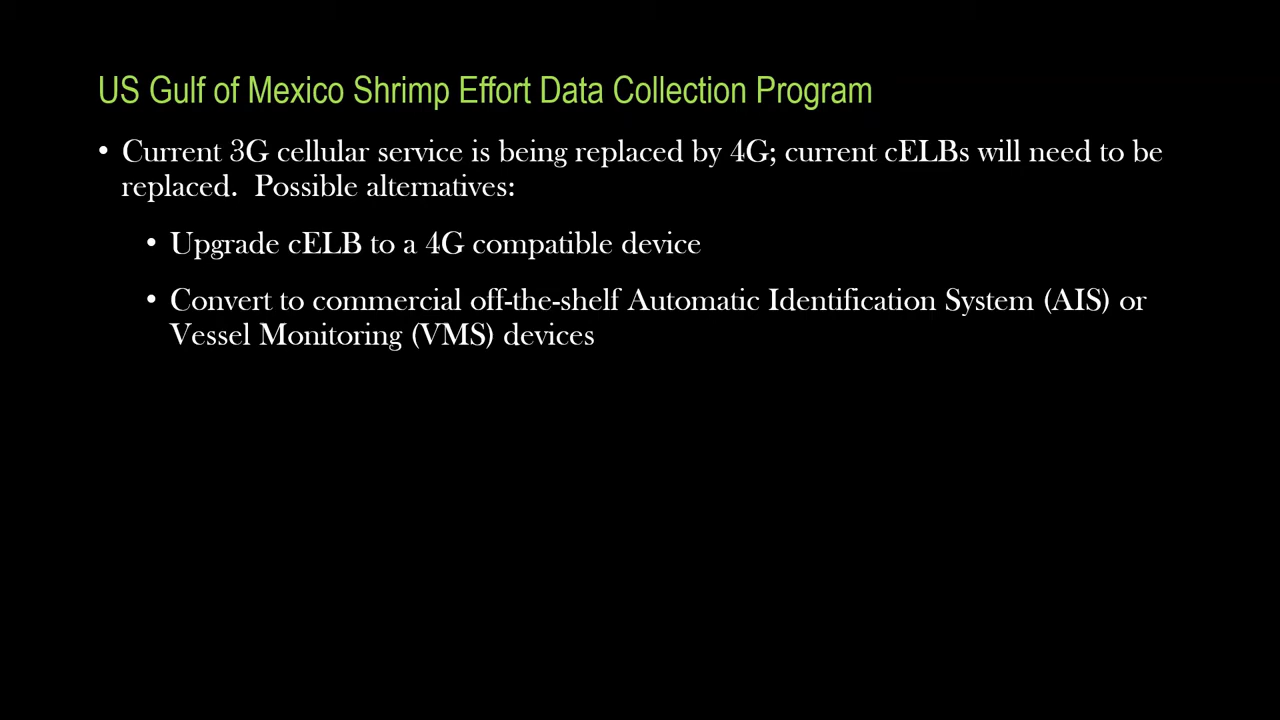 US Gulf of Mexico Shrimp Effort Data Collection Program
• Current 3G cellular service is being replaced by 4G; current cELBs will need to be
replaced.  Possible alternatives:
• Upgrade cELB to a 4G compatible device
• Convert to commercial off-the-shelf Automatic Identification System (AIS) or
Vessel Monitoring (VMS) devices